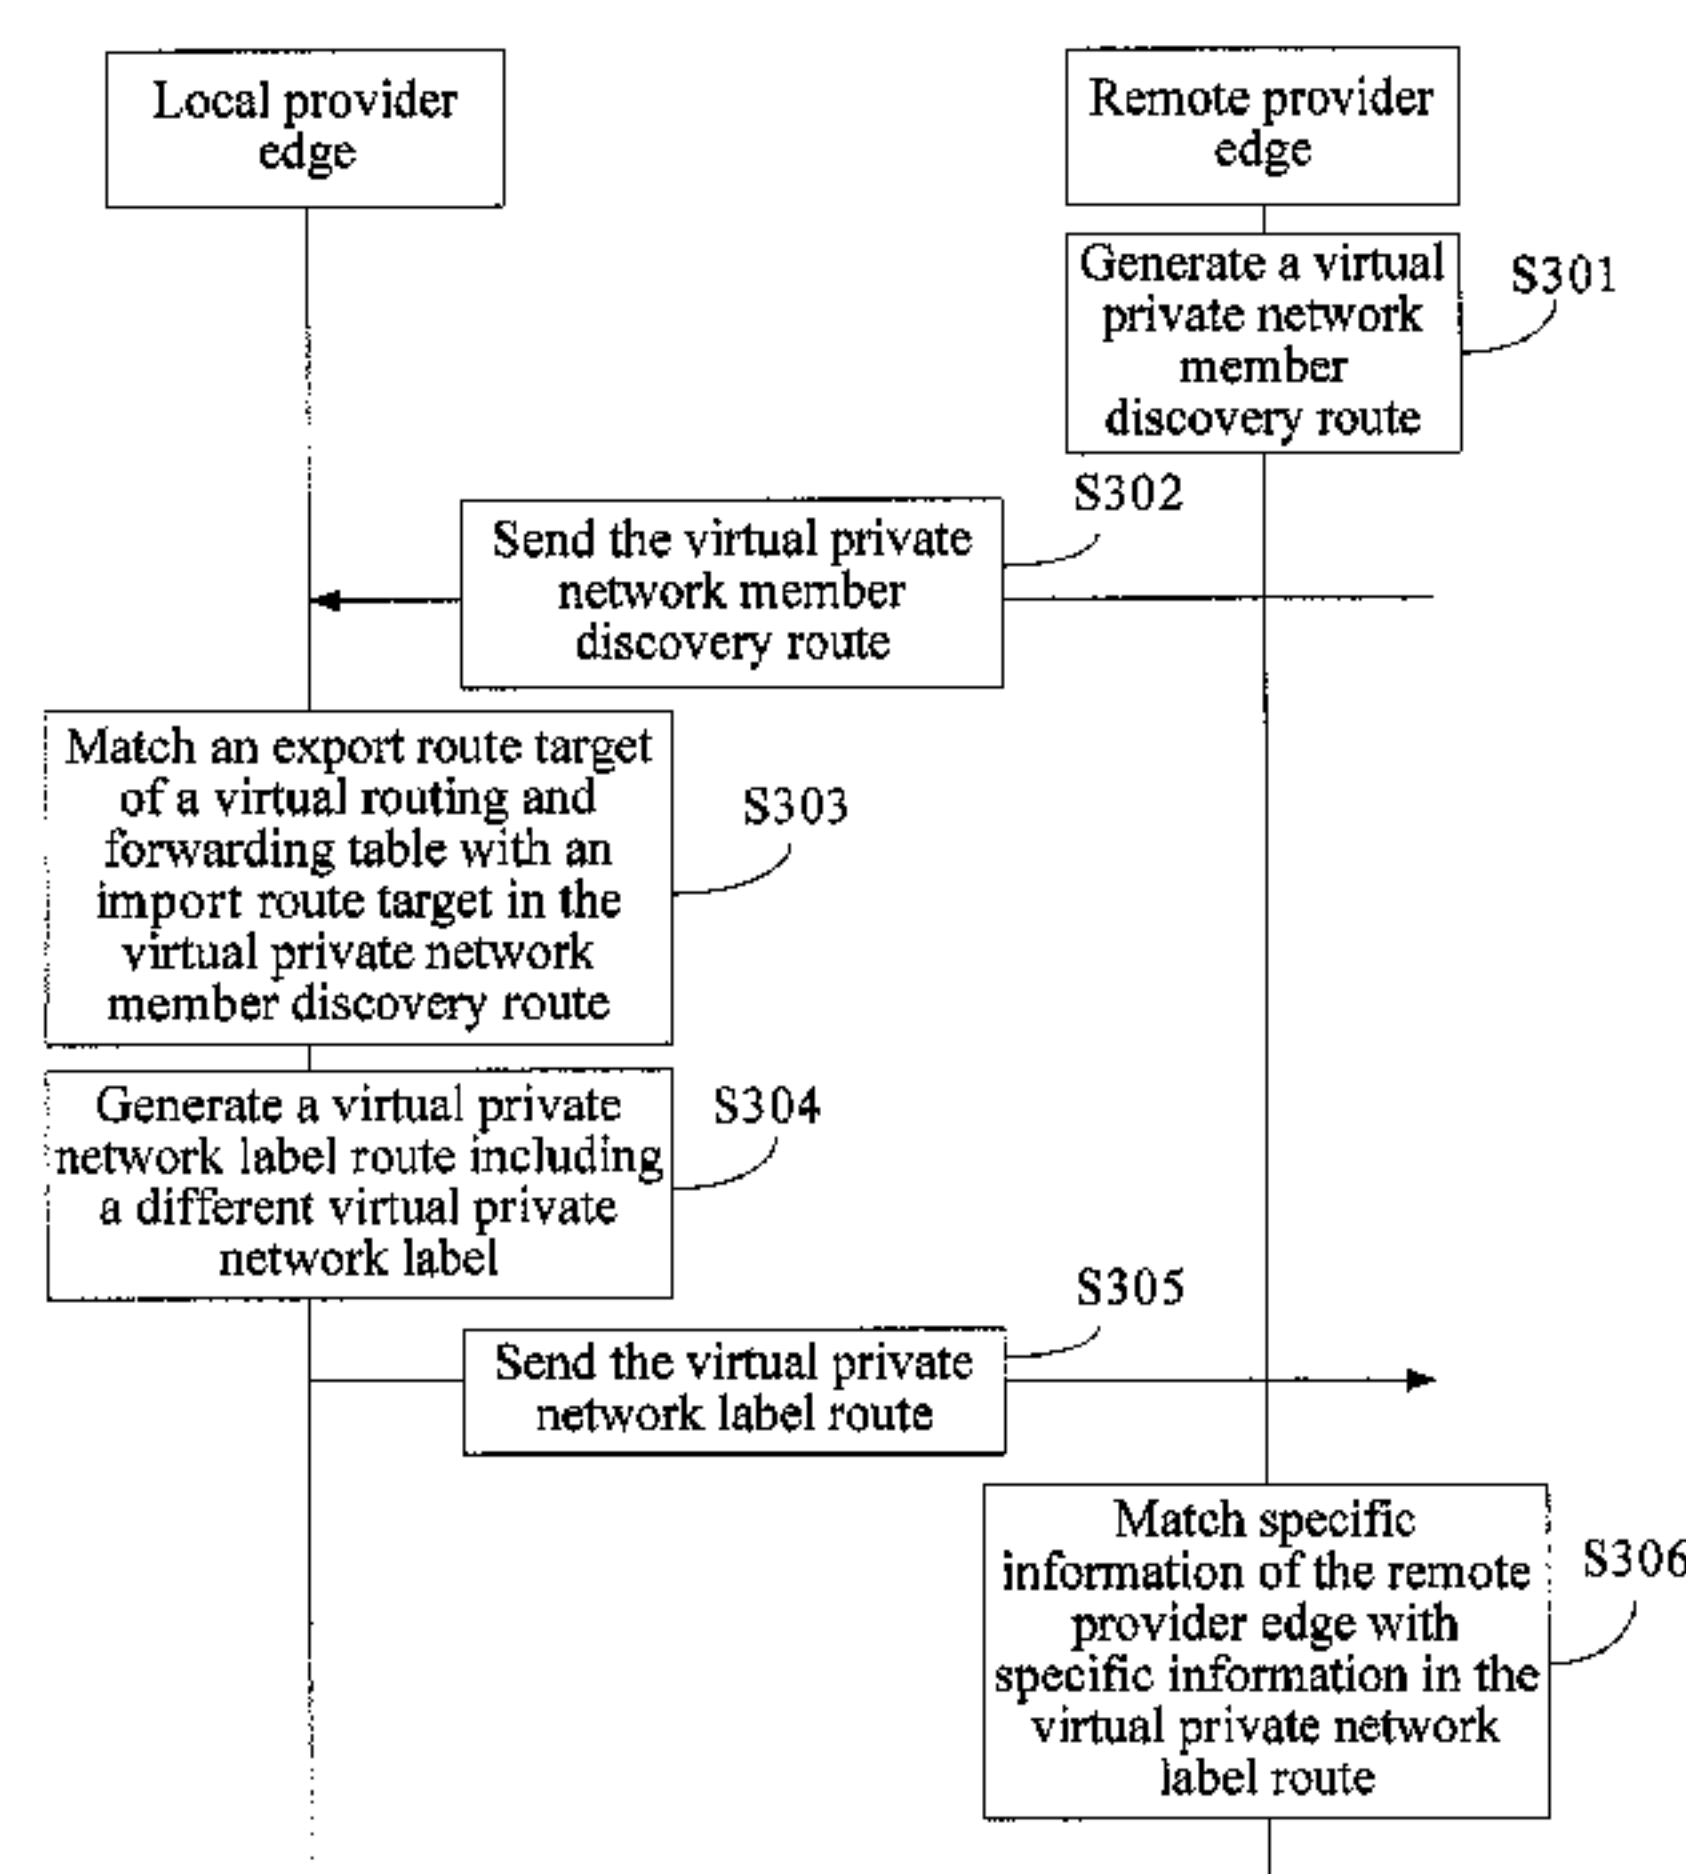 Local provider
edge
Remote provider
edge
Generate a virtual
private network
member
discovery route
S301
S302
Send the virtual private
network member
discovery route
Match an export route target
of a virtual routing and
forwarding table with an
import route target in the
virtual private network
member discovery route
S303
Generate a virtual private
network label route including
a different virtual private
network label
S304
S305
Send the virtual private
network label route
Match specific
information of the remote
provider edge with
specific information in the
virtual private network
label route
S306